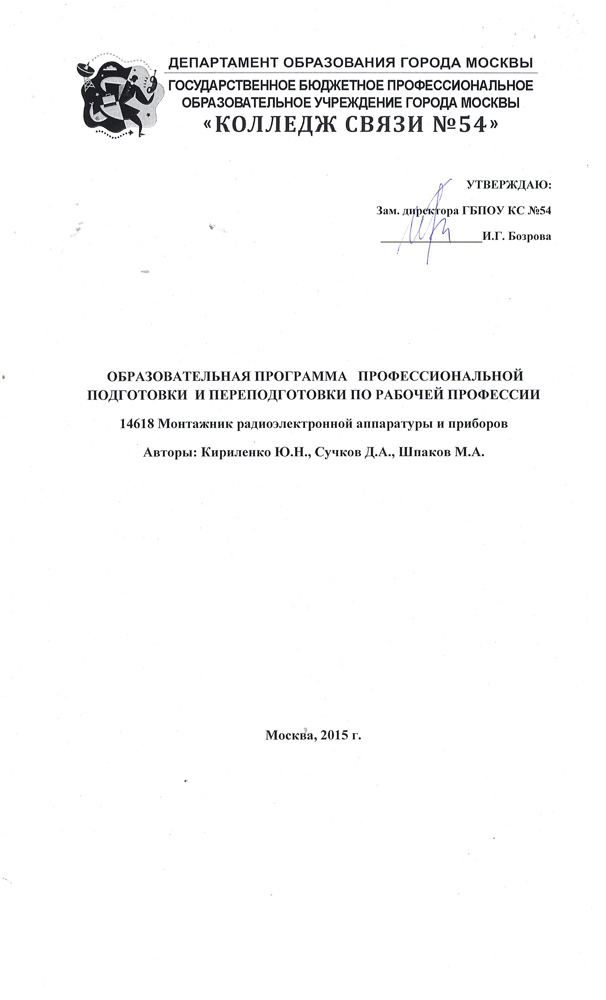 ДЕПАРТАМЕНТ ОБРАЗОВАНИЯ ГОРОДА МОСКВЫ
ГОСУДАРСТВЕННОЕ БЮДЖЕТНОЕ ПРОФЕССИОНАЛЬНОЕ
ОБРАЗОВАТЕЛЬНОЕ УЧРЕЖДЕНИЕ ГОРОДА МОСКВЫ
«КОЛЛЕДЖ СВЯЗИ №54»
УТВЕРЖДАЮ:
Зам. директора ГБПОУ КС №54
И.Г. Бозрова
ОБРАЗОВАТЕЛЬНАЯ ПРОГРАММА ПРОФЕССИОНАЛЬНОЙ
ПОДГОТОВКИ И ПЕРЕПОДГОТОВКИ ПО РАБОЧЕЙ ПРОФЕССИИ
14618 Монтажник радиоэлектронной аппаратуры и приборов
Авторы: Кириленко Ю.Н., Сучков Д.А., Шпаков М.А.
Москва, 2015 г.